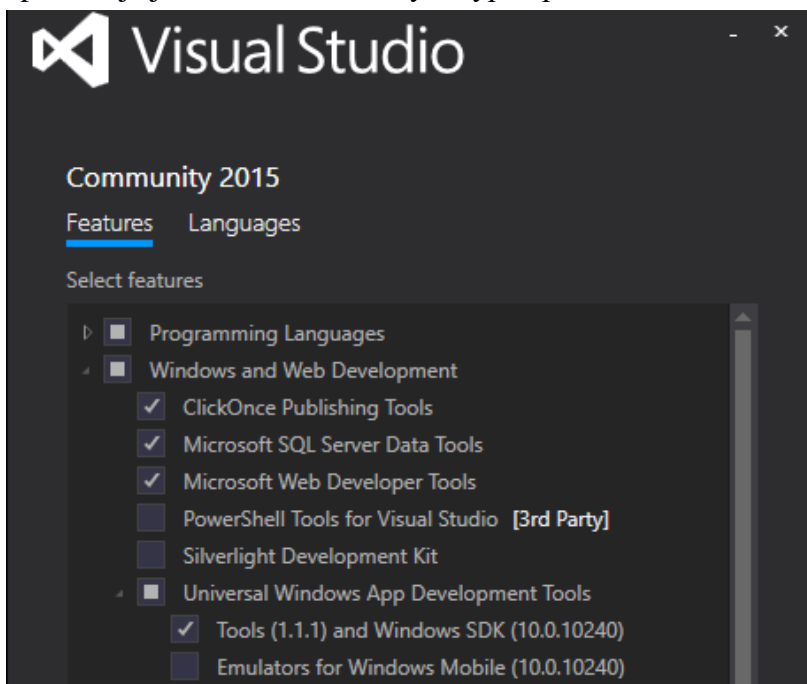 Visual Studio
Community 2015
Features Languages
Select features
Programming Languages
Windows and Web Development
ClickOnce Publishing Tools
Microsoft SQL Server Data Tools
Microsoft Web Developer Tools
PowerShell Tools for Visual Studio [3rd Party]
Silverlight Development Kit
Universal Windows App Development Tools
Tools (1.1.1) and Windows SDK (10.0.10240)
Emulators for Windows Mobile (10.0.10240)